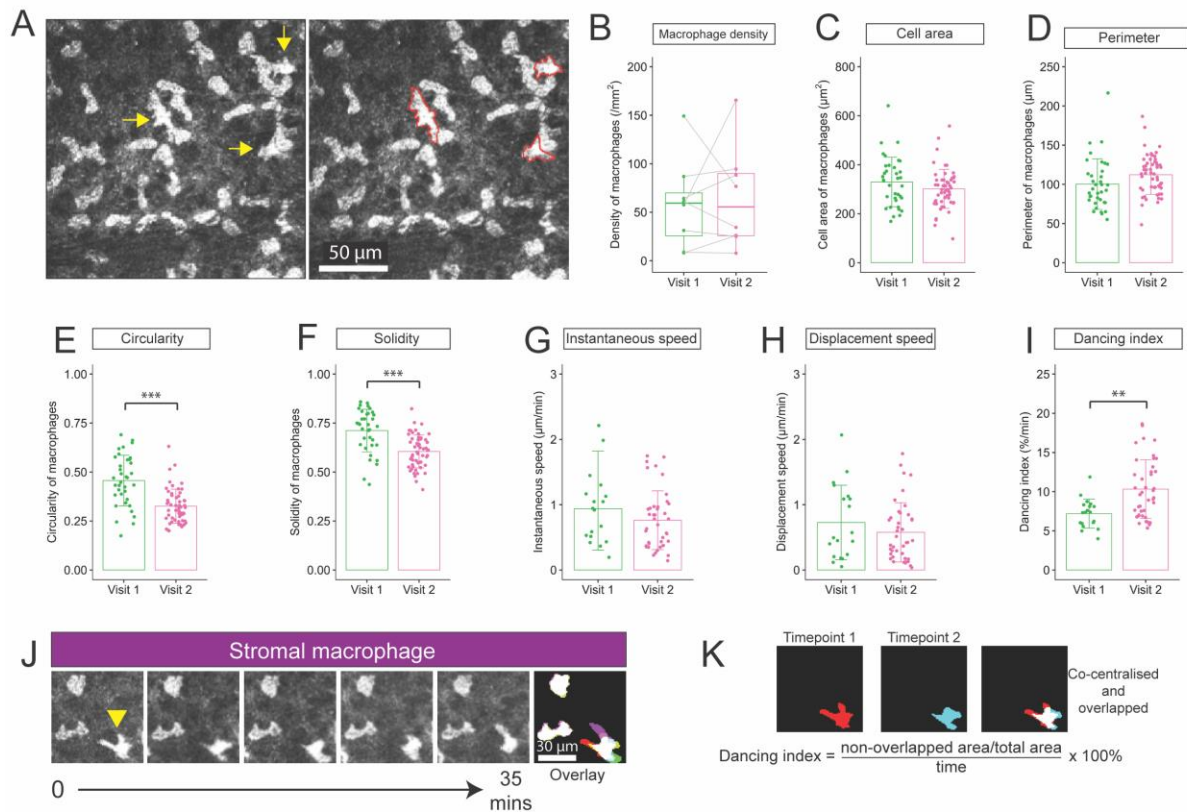 A
50 µm
B
Macrophage density
Density of macrophages (/mm²)
200
150
100
50
0
Visit 1 Visit 2
C
Cell area
Cell area of macrophages (µm²)
800
600
400
200
0
Visit 1 Visit 2
D
Perimeter
Perimeter of macrophages (µm)
250
200
150
100
50
0
Visit 1 Visit 2
E
Circularity
Circularity of macrophages
1.00
0.75
0.50
0.25
0.00
***
Visit 1 Visit 2
F
Solidity
Solidity of macrophages
1.00
0.75
0.50
0.25
0.00
***
Visit 1 Visit 2
G
Instantaneous speed
Instantaneous speed (µm/min)
3
2
1
0
Visit 1 Visit 2
H
Displacement speed
Displacement speed (µm/min)
3
2
1
0
Visit 1 Visit 2
I
Dancing index
Dancing index (%/min)
25
20
15
10
5
0
**
Visit 1 Visit 2
J
Stromal macrophage
30 µm
0
35
mins
Overlay
K
Timepoint 1 Timepoint 2
Co-centralised
and
overlapped
Dancing index = non-overlapped area/total area
time
x 100%